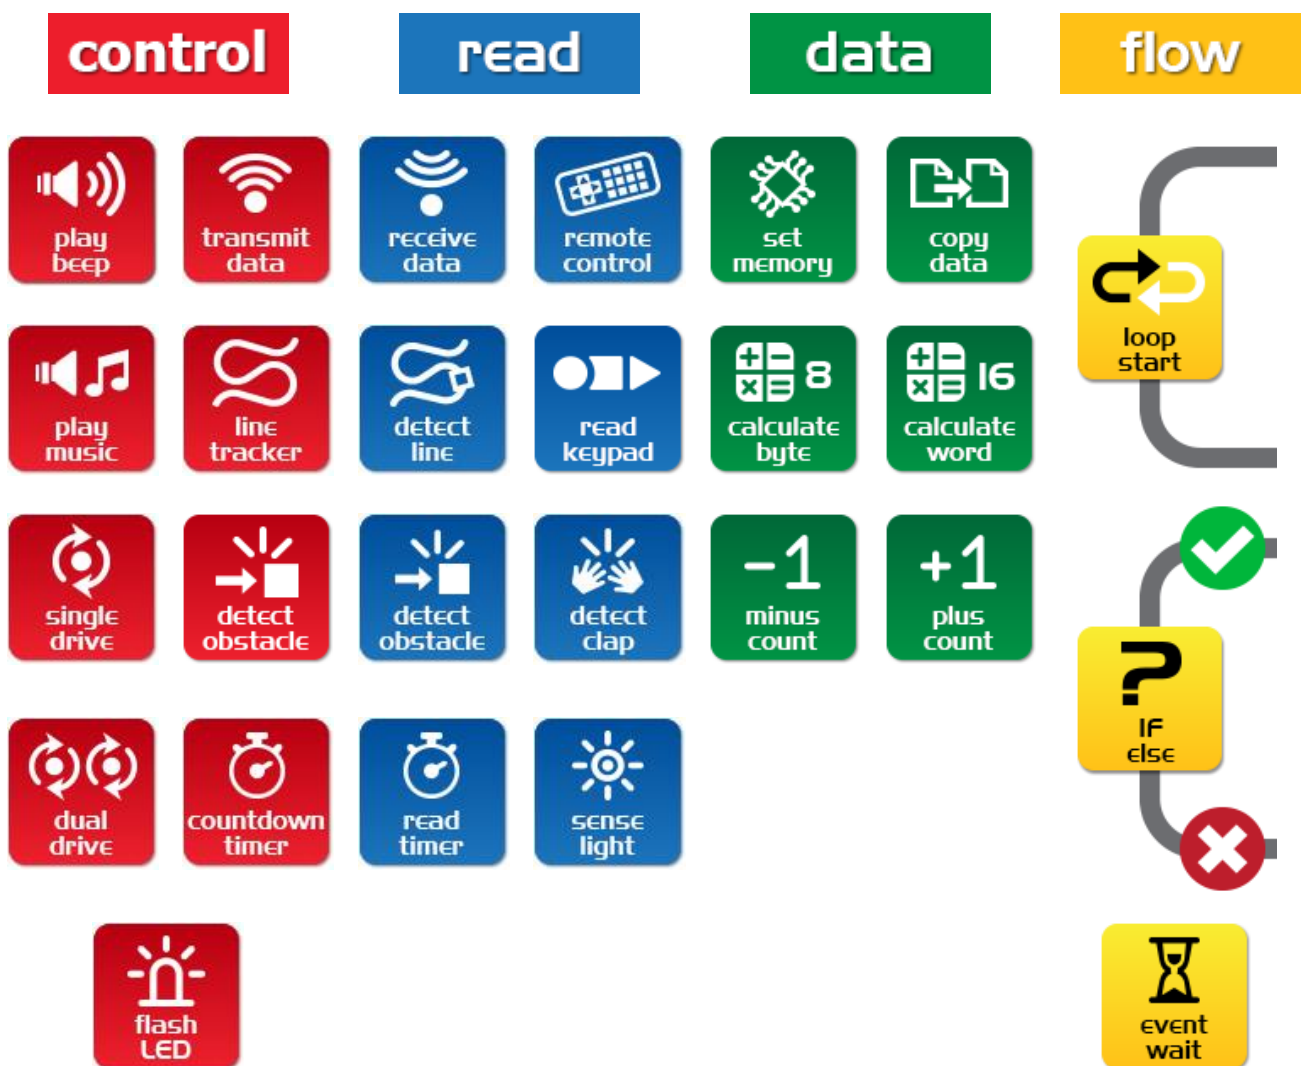 control
read
data
flow
play
beep
transmit
data
receive
data
remote
control
set
memory
copy
data
loop
start
play
music
line
tracker
detect
line
read
keypad
8
calculate
byte
16
calculate
word
single
drive
detect
obstacle
detect
obstacle
detect
clap
-1
minus
count
+1
plus
count
?
IF
else
dual
drive
countdown
timer
read
timer
sense
light
flash
LED
event
wait